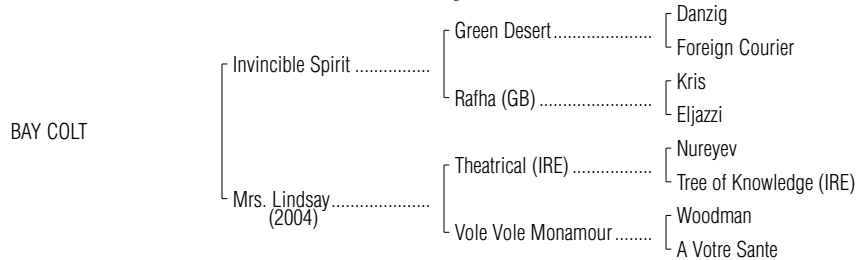 Danzig
Green Desert.....................
Foreign Courier
Invincible Spirit ................
Kris
Rafha (GB) ........................
Eljazzi
BAY COLT
Nureyev
Theatrical (IRE) .................
Tree of Knowledge (IRE)
Mrs. Lindsay.....................
(2004)
Woodman
Vole Vole Monamour ........
A Votre Sante